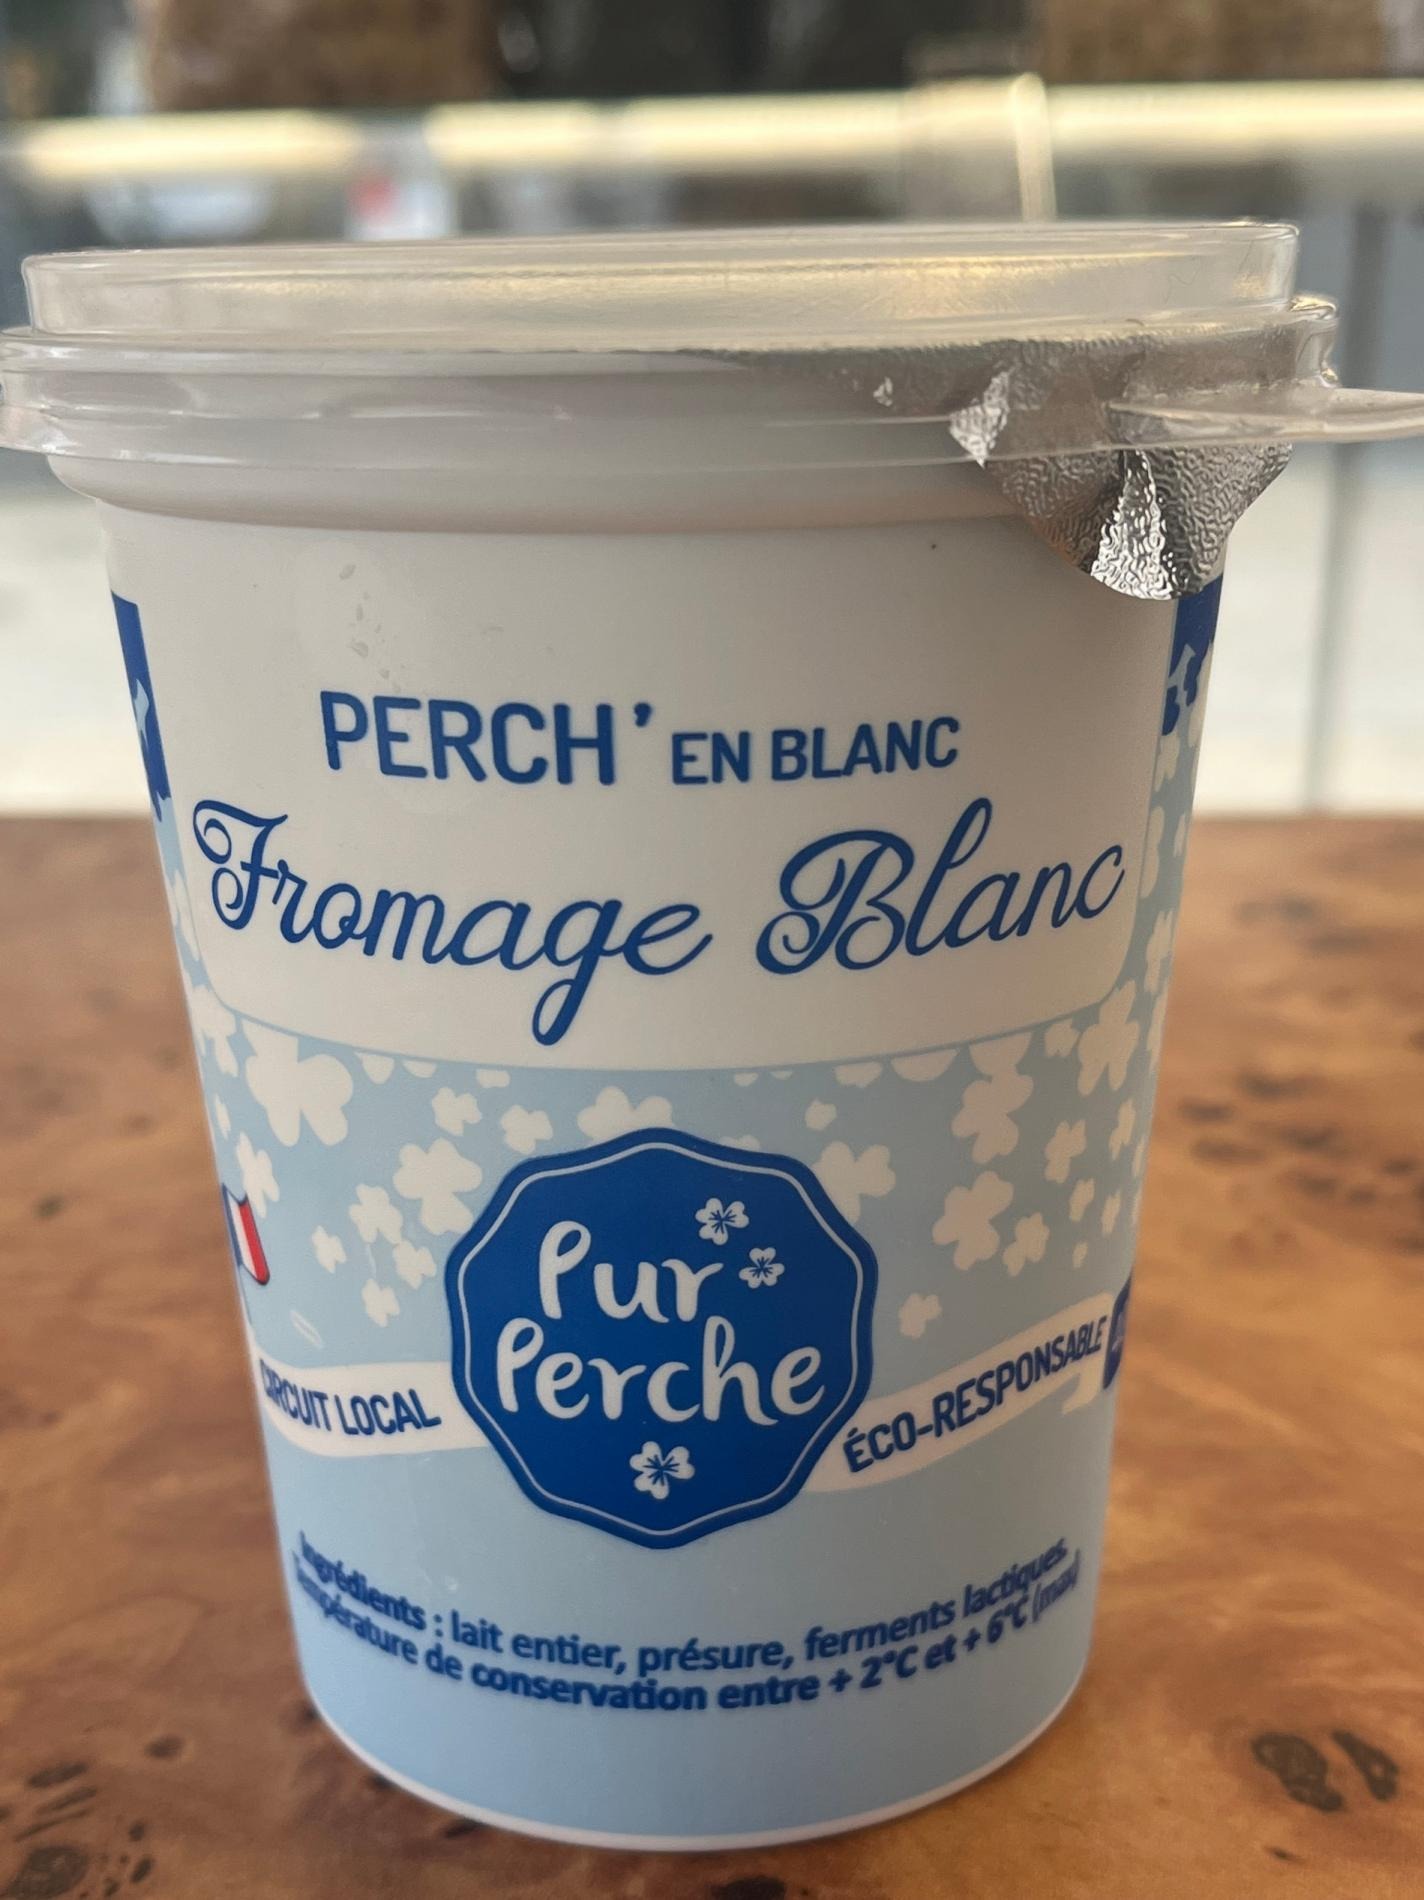 PERCH' EN BLANC
Fromage Blanc
Pur
Perche
CIRCUIT LOCAL
ÉCO-RESPONSABLE
Ingrédients : lait entier, présure, ferments lactiques
Température de conservation entre + 2°C et + 6°C (max)